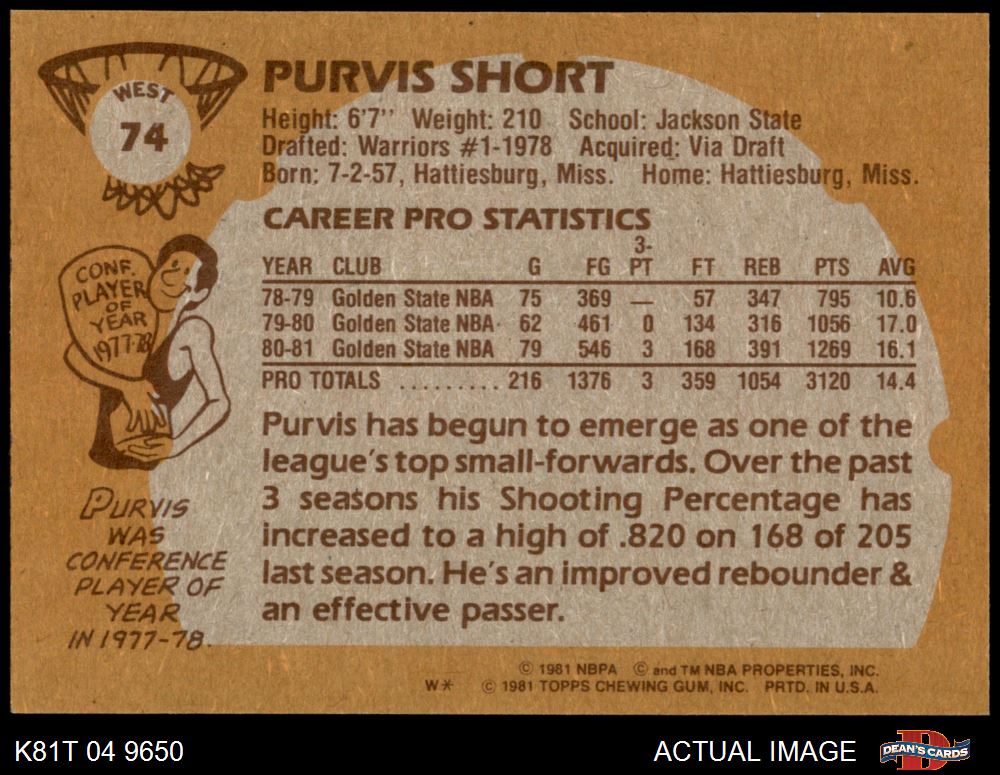 WEST
74
PURVIS SHORT
Height: 6'7'' Weight: 210 School: Jackson State
Drafted: Warriors #1-1978 Acquired: Via Draft
Born: 7-2-57, Hattiesburg, Miss. Home: Hattiesburg, Miss.
CAREER PRO STATISTICS
3-
YEAR CLUB G FG PT FT REB PTS AVG
78-79 Golden State NBA 75 369 — 57 347 795 10.6
79-80 Golden State NBA 62 461 0 134 316 1056 17.0
80-81 Golden State NBA 79 546 3 168 391 1269 16.1
PRO TOTALS ......... 216 1376 3 359 1054 3120 14.4
CONF.
PLAYER
OF
YEAR
1977-78
PURVIS
WAS
CONFERENCE
PLAYER OF
YEAR
IN 1977-78.
Purvis has begun to emerge as one of the
league's top small-forwards. Over the past
3 seasons his Shooting Percentage has
increased to a high of .820 on 168 of 205
last season. He's an improved rebounder &
an effective passer.
© 1981 NBPA © and TM NBA PROPERTIES, INC.
W* © 1981 TOPPS CHEWING GUM, INC. PRTD. IN U.S.A.
K81T 04 9650
ACTUAL IMAGE
D
DEAN'S CARDS